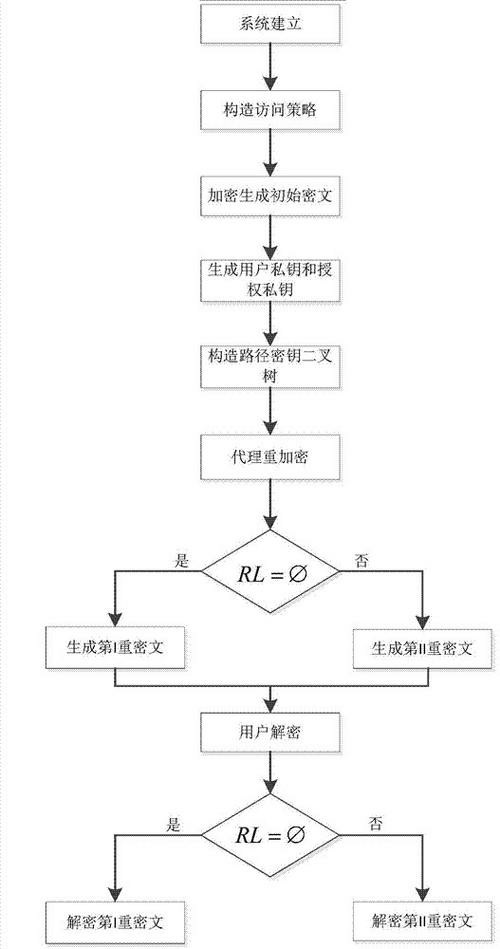 系统建立
构造访问策略
加密生成初始密文
生成用户私钥和授
权私钥
构造路径密钥二叉
树
代理重加密
是
RL = ∅
否
生成第I重密文
生成第II重密文
用户解密
是
RL = ∅
否
解密第I重密文
解密第II重密文